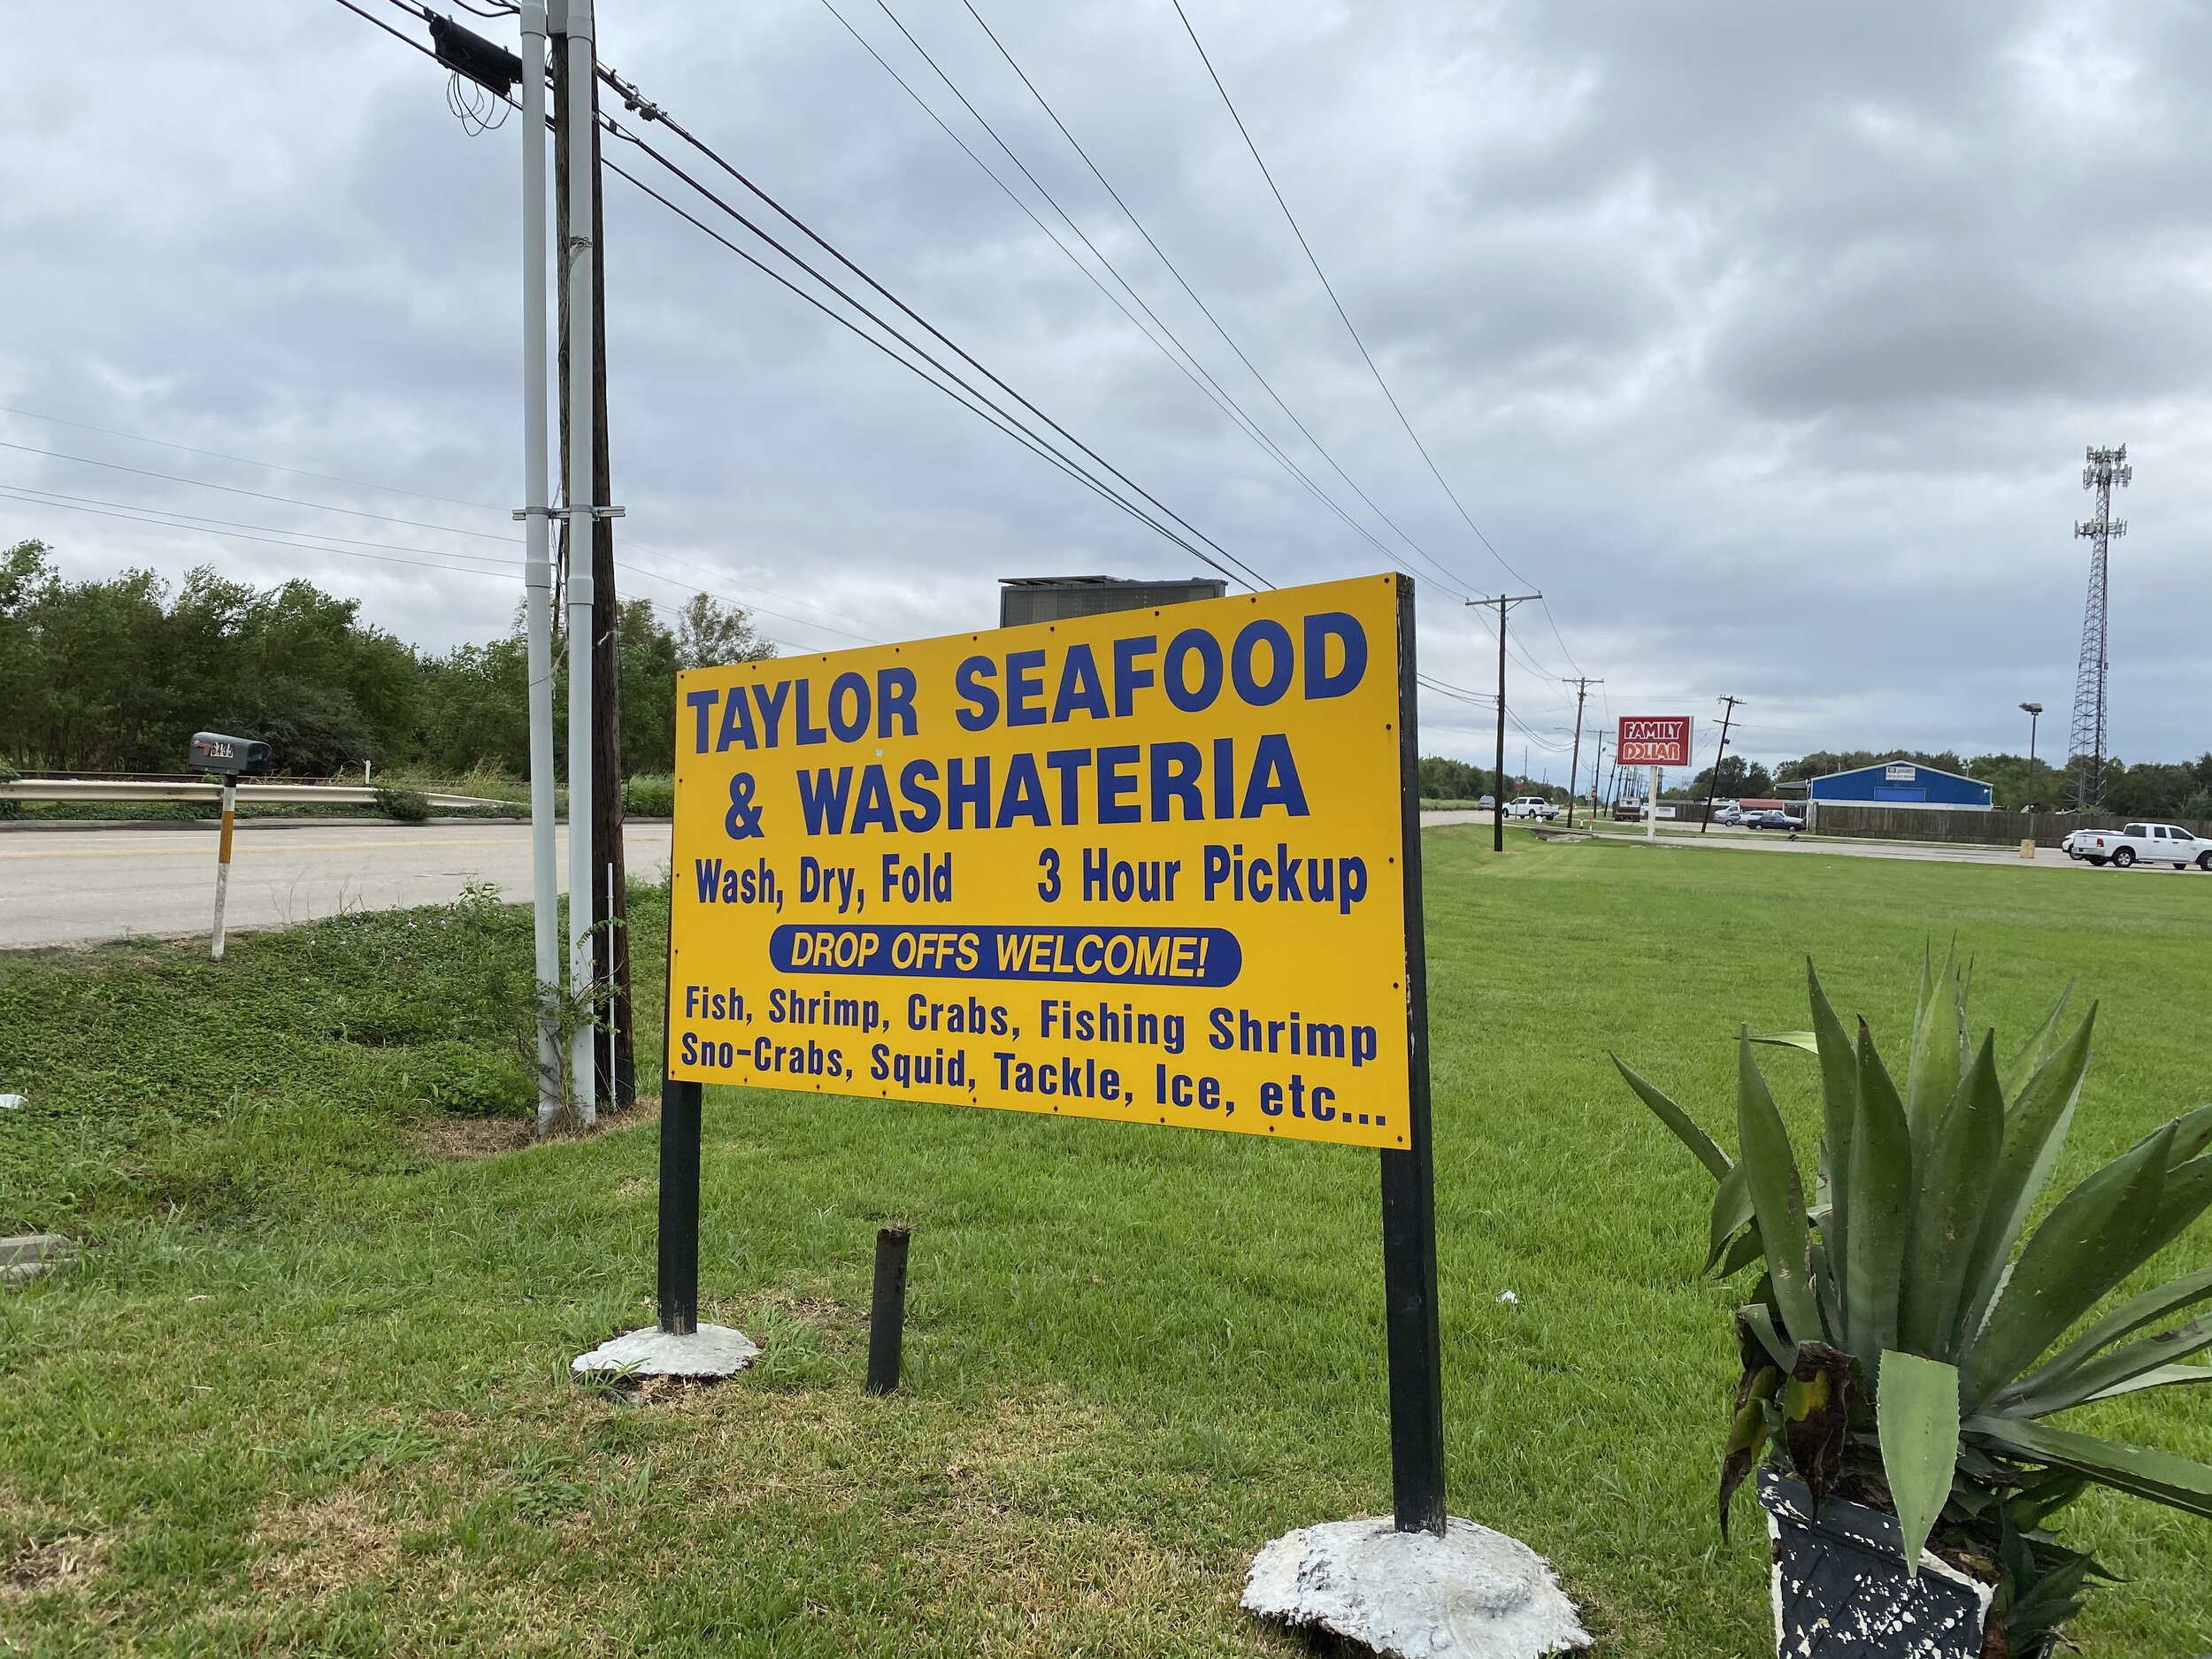 TAYLOR SEAFOOD
& WASHATERIA
Wash, Dry, Fold 3 Hour Pickup
DROP OFFS WELCOME!
Fish, Shrimp, Crabs, Fishing Shrimp
Sno-Crabs, Squid, Tackle, Ice, etc...
FAMILY
DOLLAR